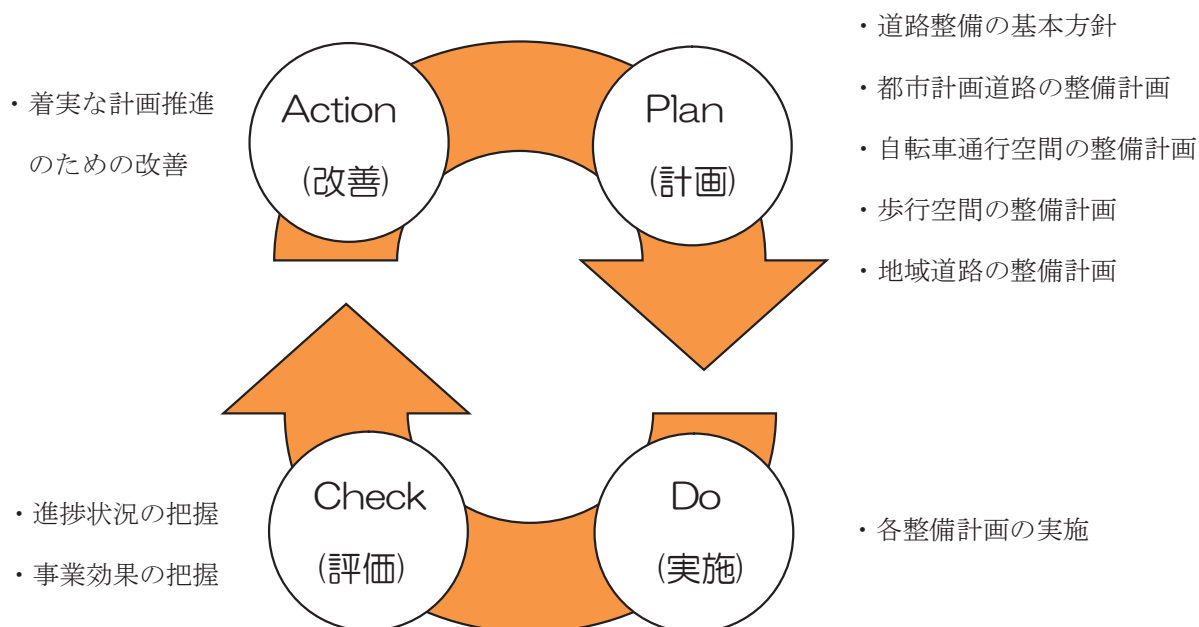 Action
(改善)
・着実な計画推進
のための改善
Plan
(計画)
・道路整備の基本方針
・都市計画道路の整備計画
・自転車通行空間の整備計画
・歩行空間の整備計画
・地域道路の整備計画
Check
(評価)
・進捗状況の把握
・事業効果の把握
Do
(実施)
・各整備計画の実施